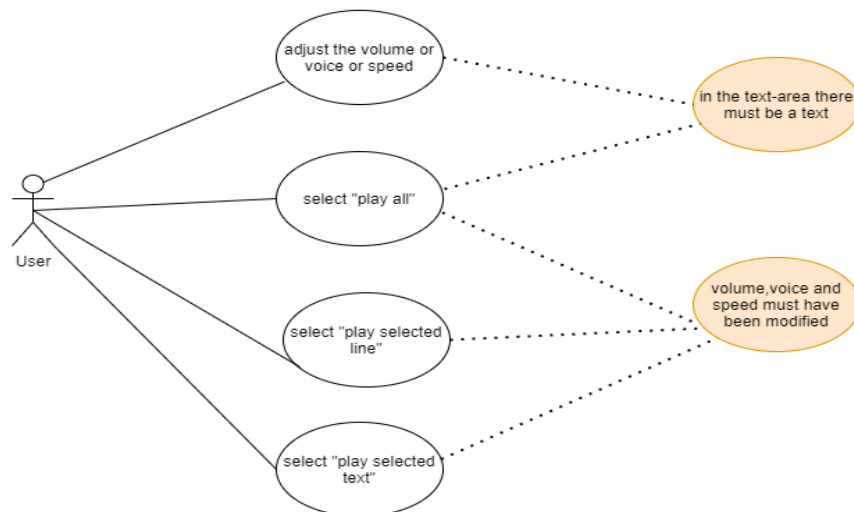 adjust the volume or
voice or speed
in the text-area there
must be a text
select "play all"
User
volume,voice and
speed must have
been modified
select "play selected
line"
select "play selected
text"